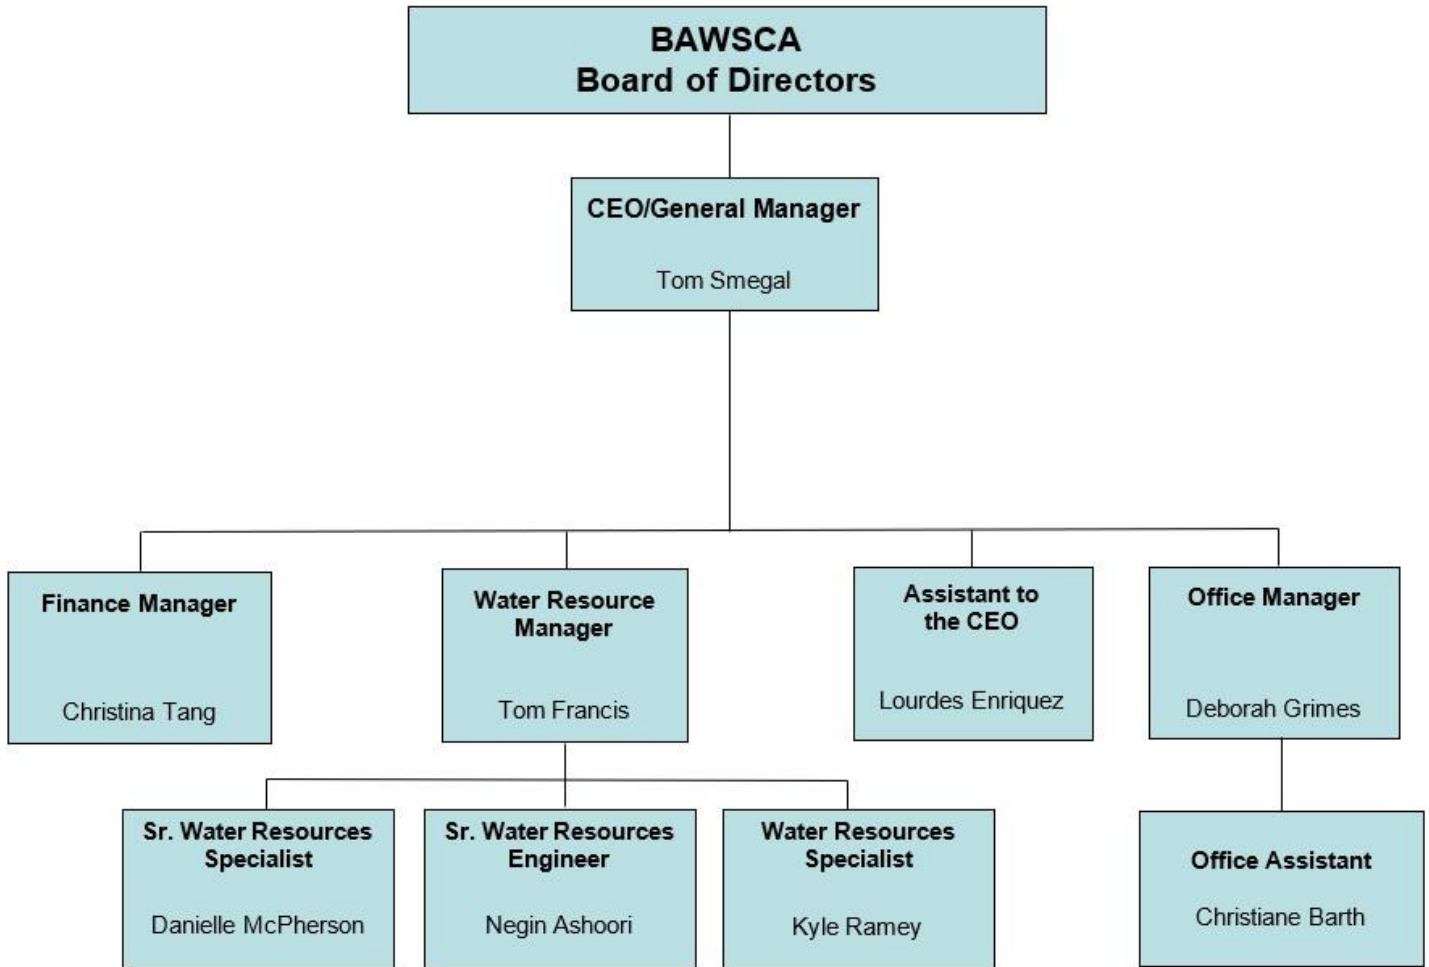 BAWSCA
Board of Directors
CEO/General Manager
Tom Smegal
Finance Manager
Christina Tang
Water Resource
Manager
Tom Francis
Assistant to
the CEO
Lourdes Enriquez
Office Manager
Deborah Grimes
Sr. Water Resources
Specialist
Danielle McPherson
Sr. Water Resources
Engineer
Negin Ashoori
Water Resources
Specialist
Kyle Ramey
Office Assistant
Christiane Barth